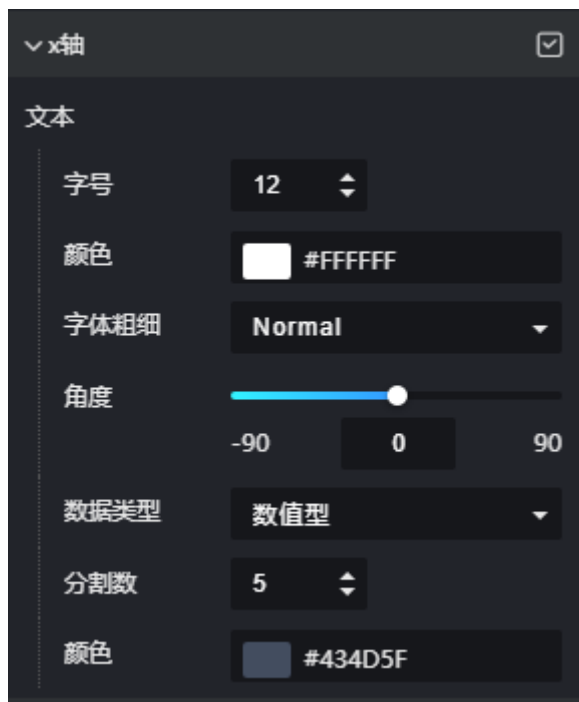 x轴
文本
字号 12
颜色 #FFFFFF
字体粗细 Normal
角度
-90 0 90
数据类型 数值型
分割数 5
颜色 #434D5F